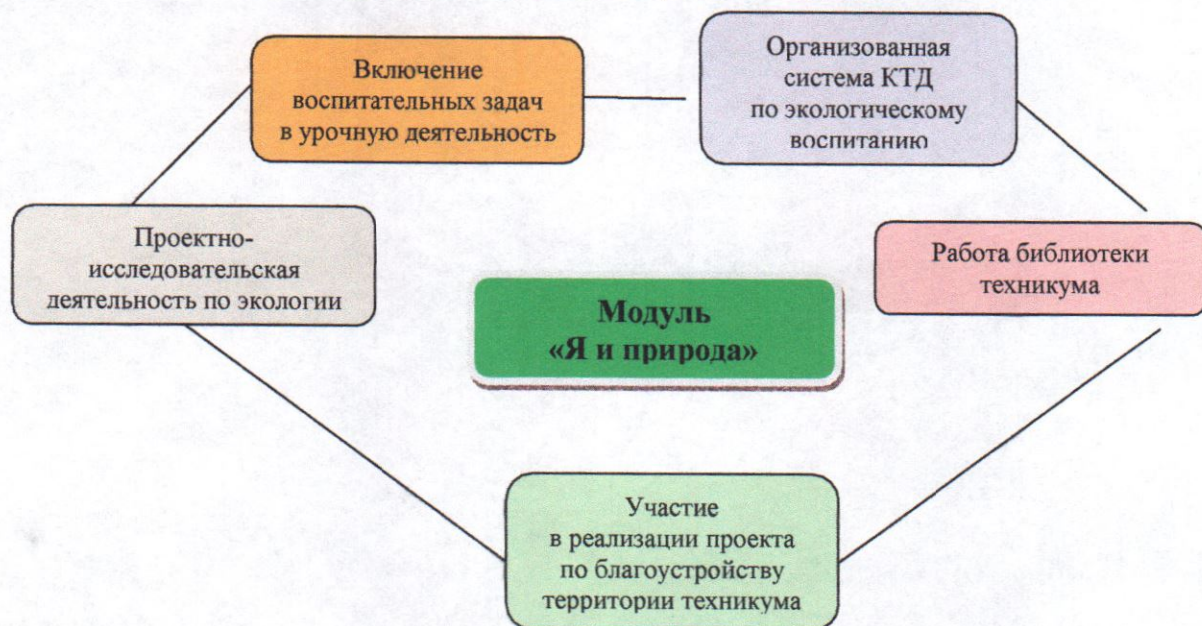 Включение
воспитательных задач
в урочную деятельность
Организованная
система КТД
по экологическому
воспитанию
Проектно-
исследовательская
деятельность по экологии
Работа библиотеки
техникума
Модуль
«Я и природа»
Участие
в реализации проекта
по благоустройству
территории техникума